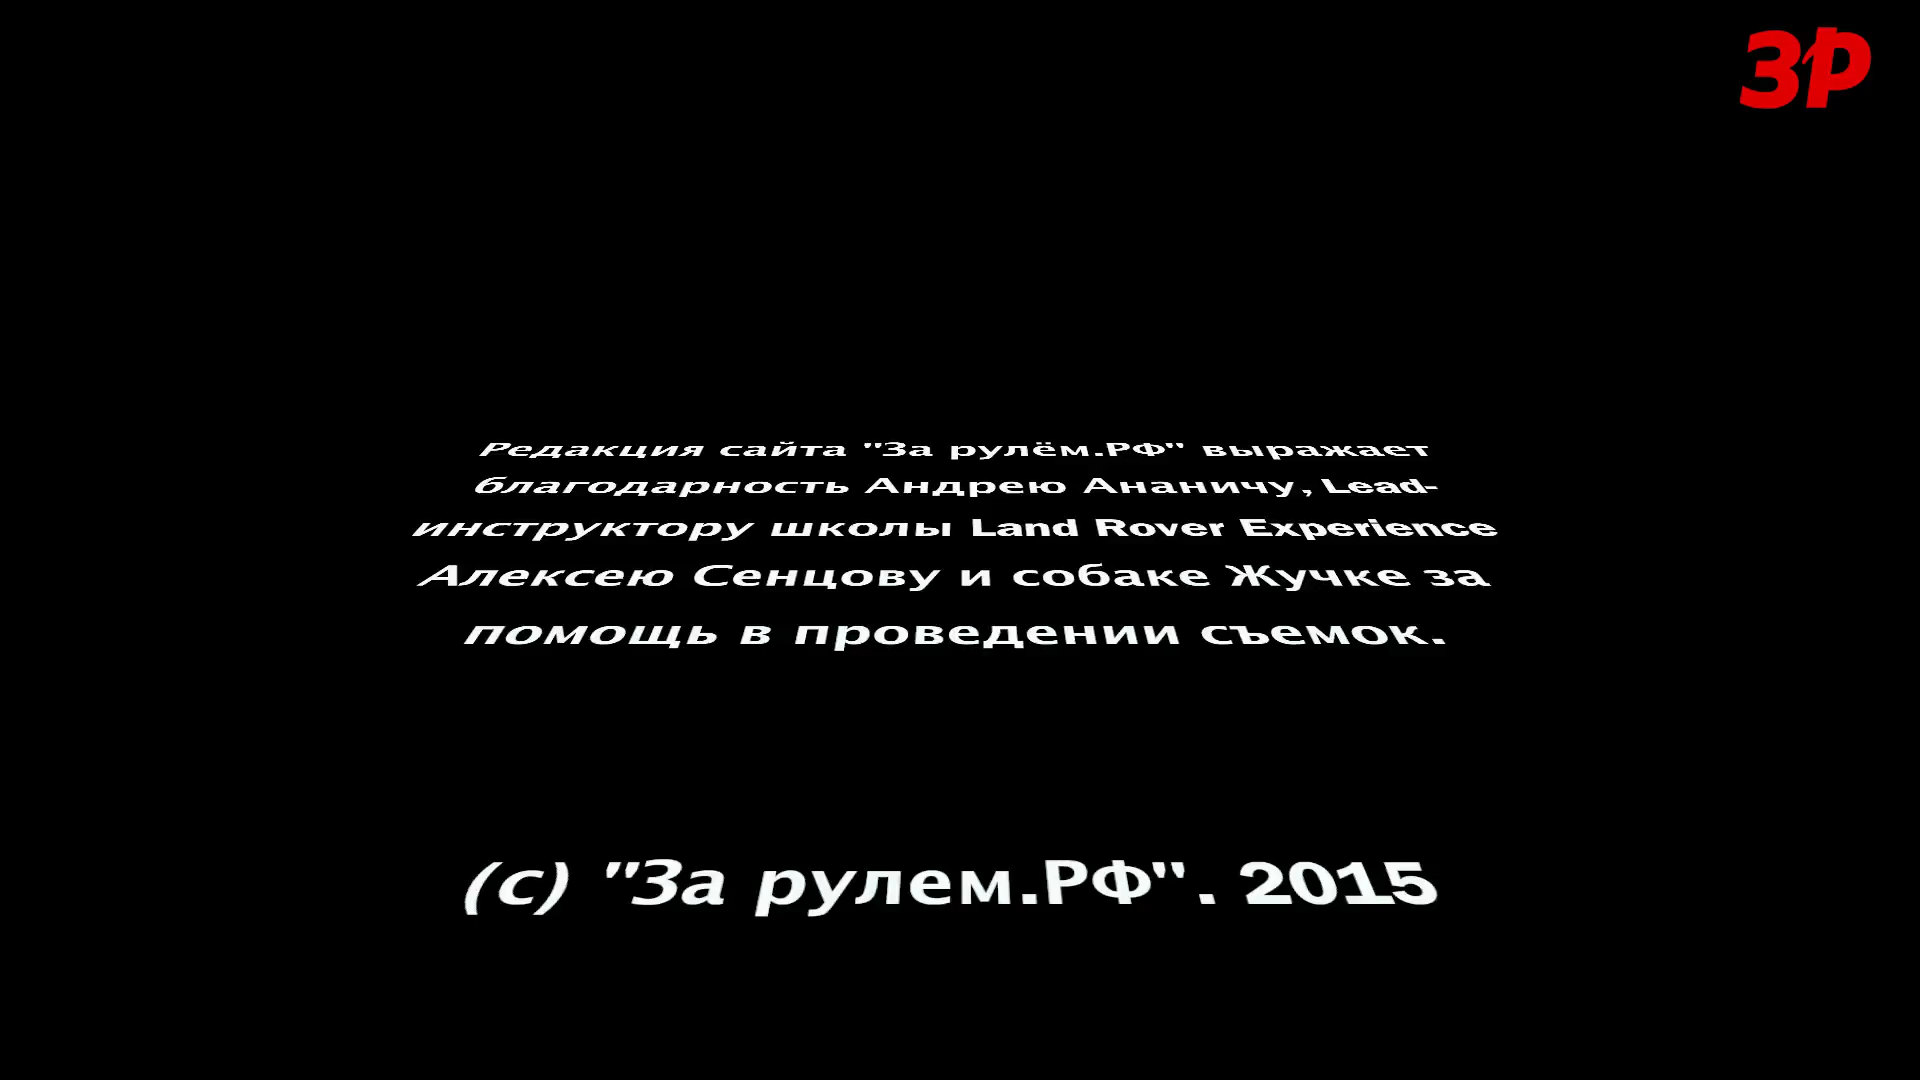 ЗР
Редакция сайта "За рулём.РФ" выражает
благодарность Андрею Ананичу, Lead-
инструктору школы Land Rover Experience
Алексею Сенцову и собаке Жучке за
помощь в проведении съемок.
(с) "За рулем.РФ". 2015